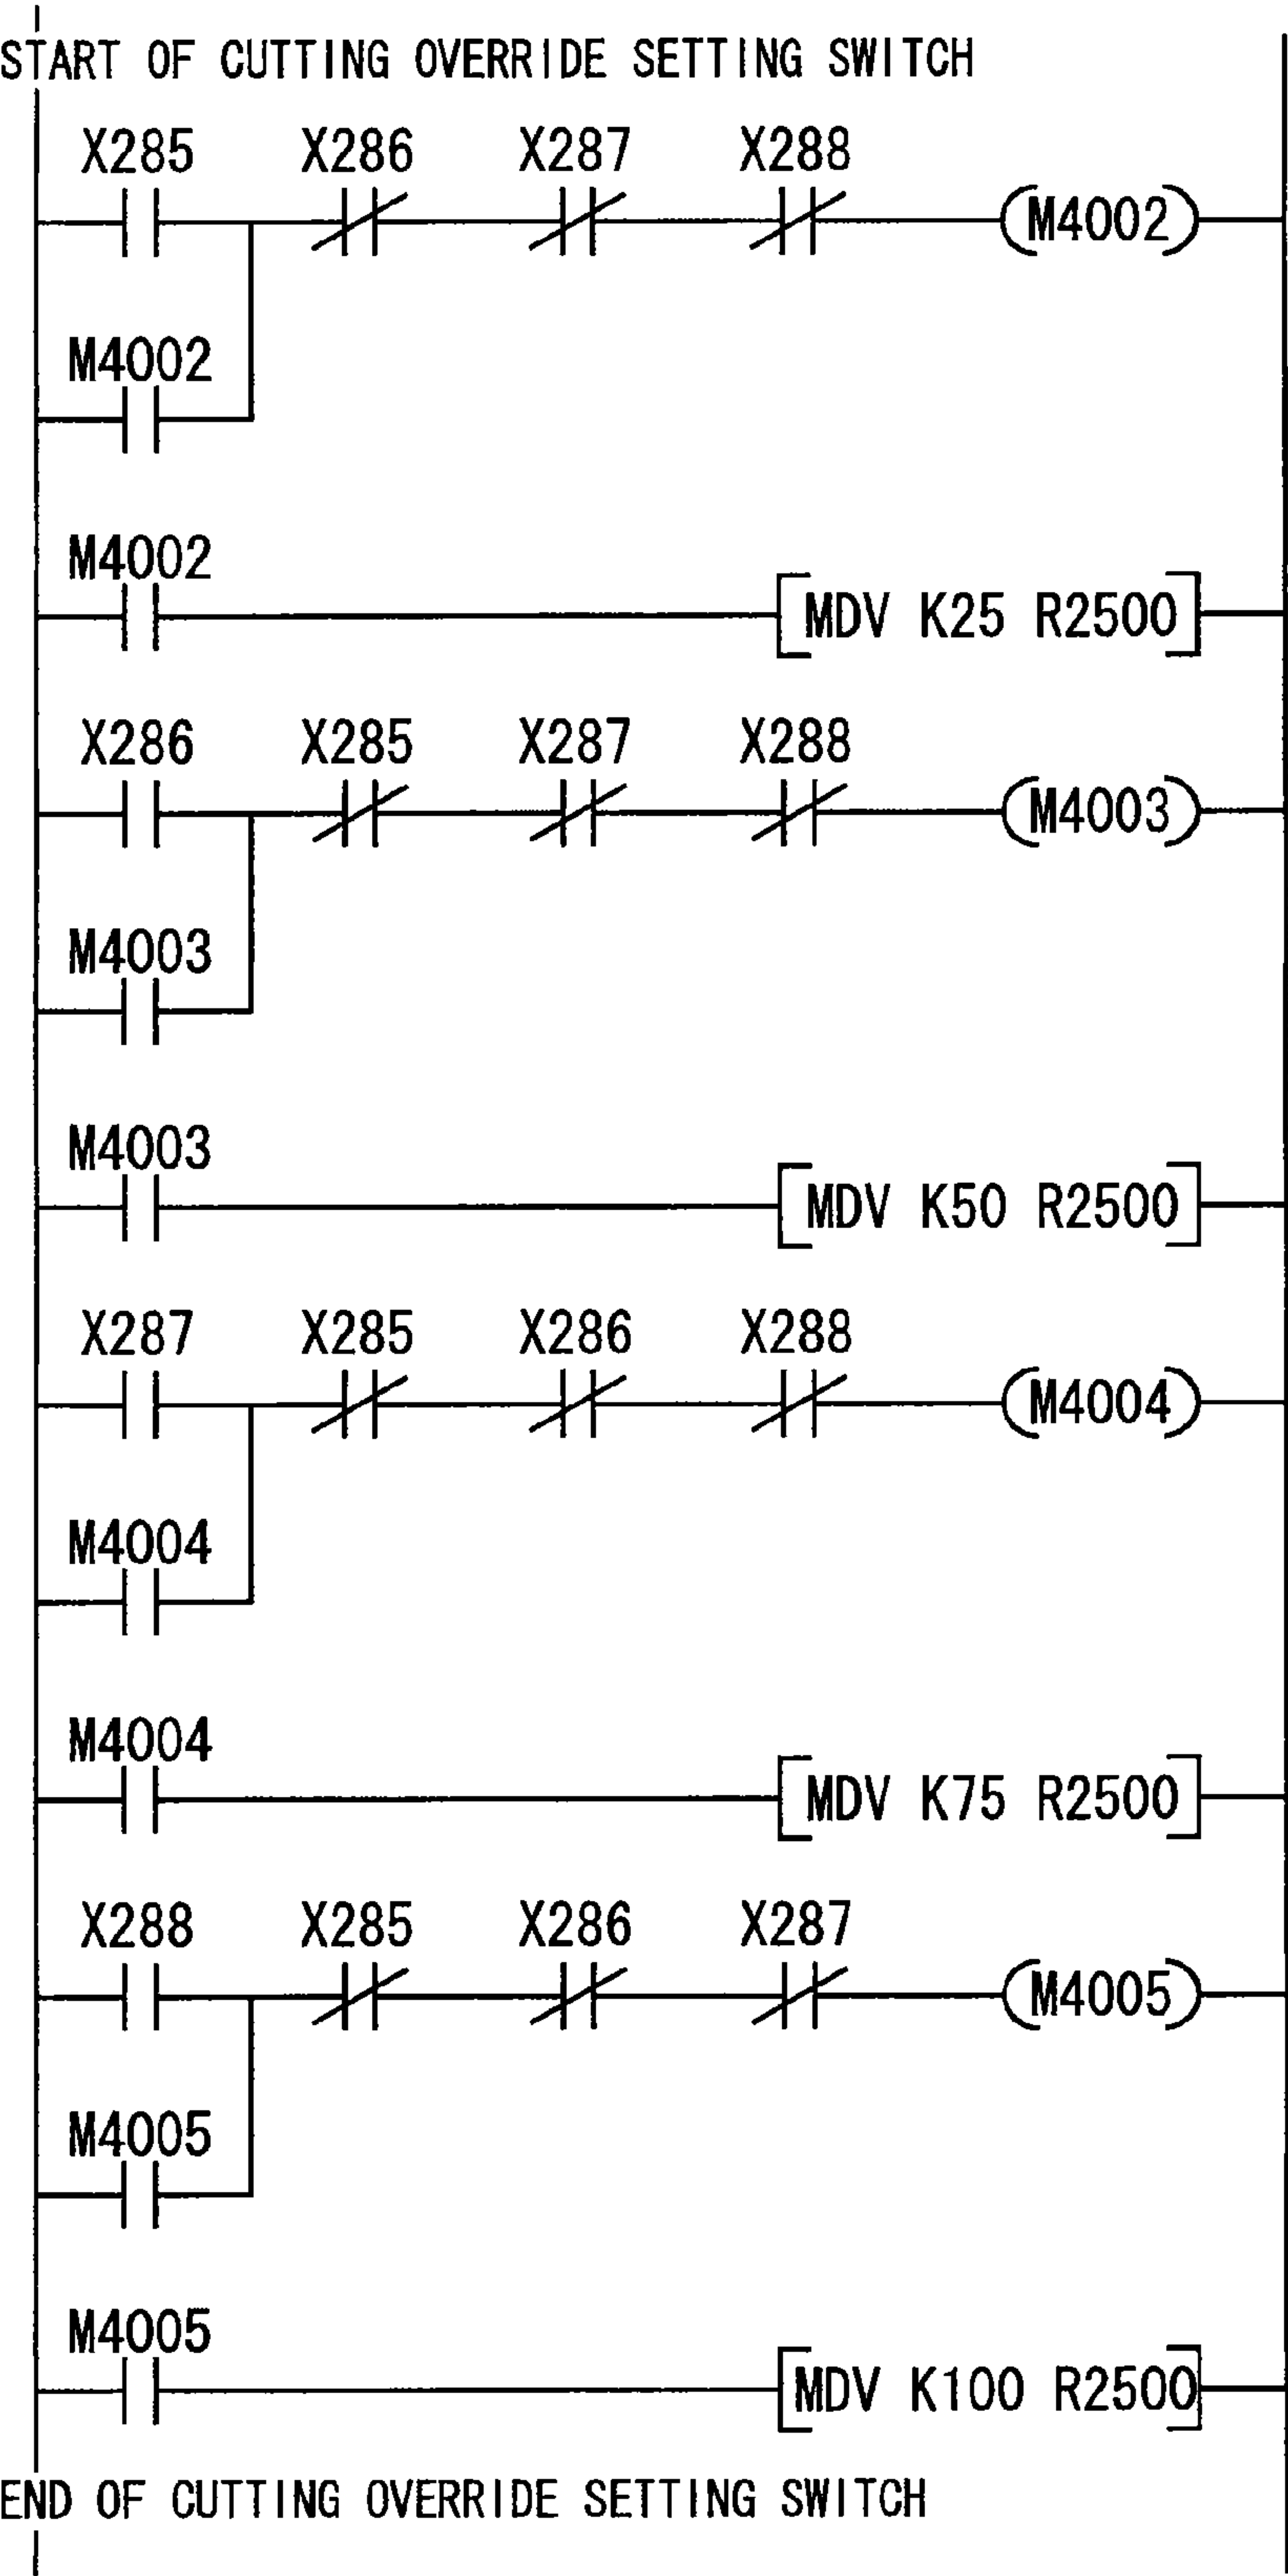 START OF CUTTING OVERRIDE SETTING SWITCH
X285 X286 X287 X288
M4002
M4002
M4002
MDV K25 R2500
X286 X285 X287 X288
M4003
M4003
M4003
MDV K50 R2500
X287 X285 X286 X288
M4004
M4004
M4004
MDV K75 R2500
X288 X285 X286 X287
M4005
M4005
M4005
MDV K100 R2500
END OF CUTTING OVERRIDE SETTING SWITCH